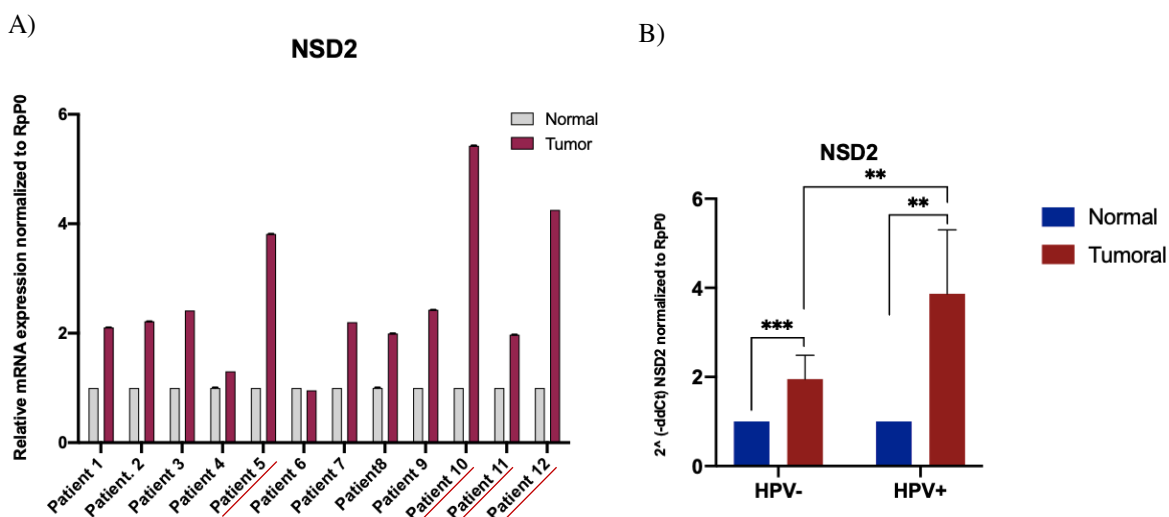 A)
NSD2
Relative mRNA expression normalized to RpP0
6
4
2
0
Normal
Tumor
Patient 1
Patient. 2
Patient 3
Patient 4
Patient 5
Patient 6
Patient 7
Patient8
Patient 9
Patient 10
Patient 11
Patient 12
B)
NSD2
2^ (-ddCt) NSD2 normalized to RpP0
6
4
2
0
**
**
***
HPV-
HPV+
Normal
Tumoral